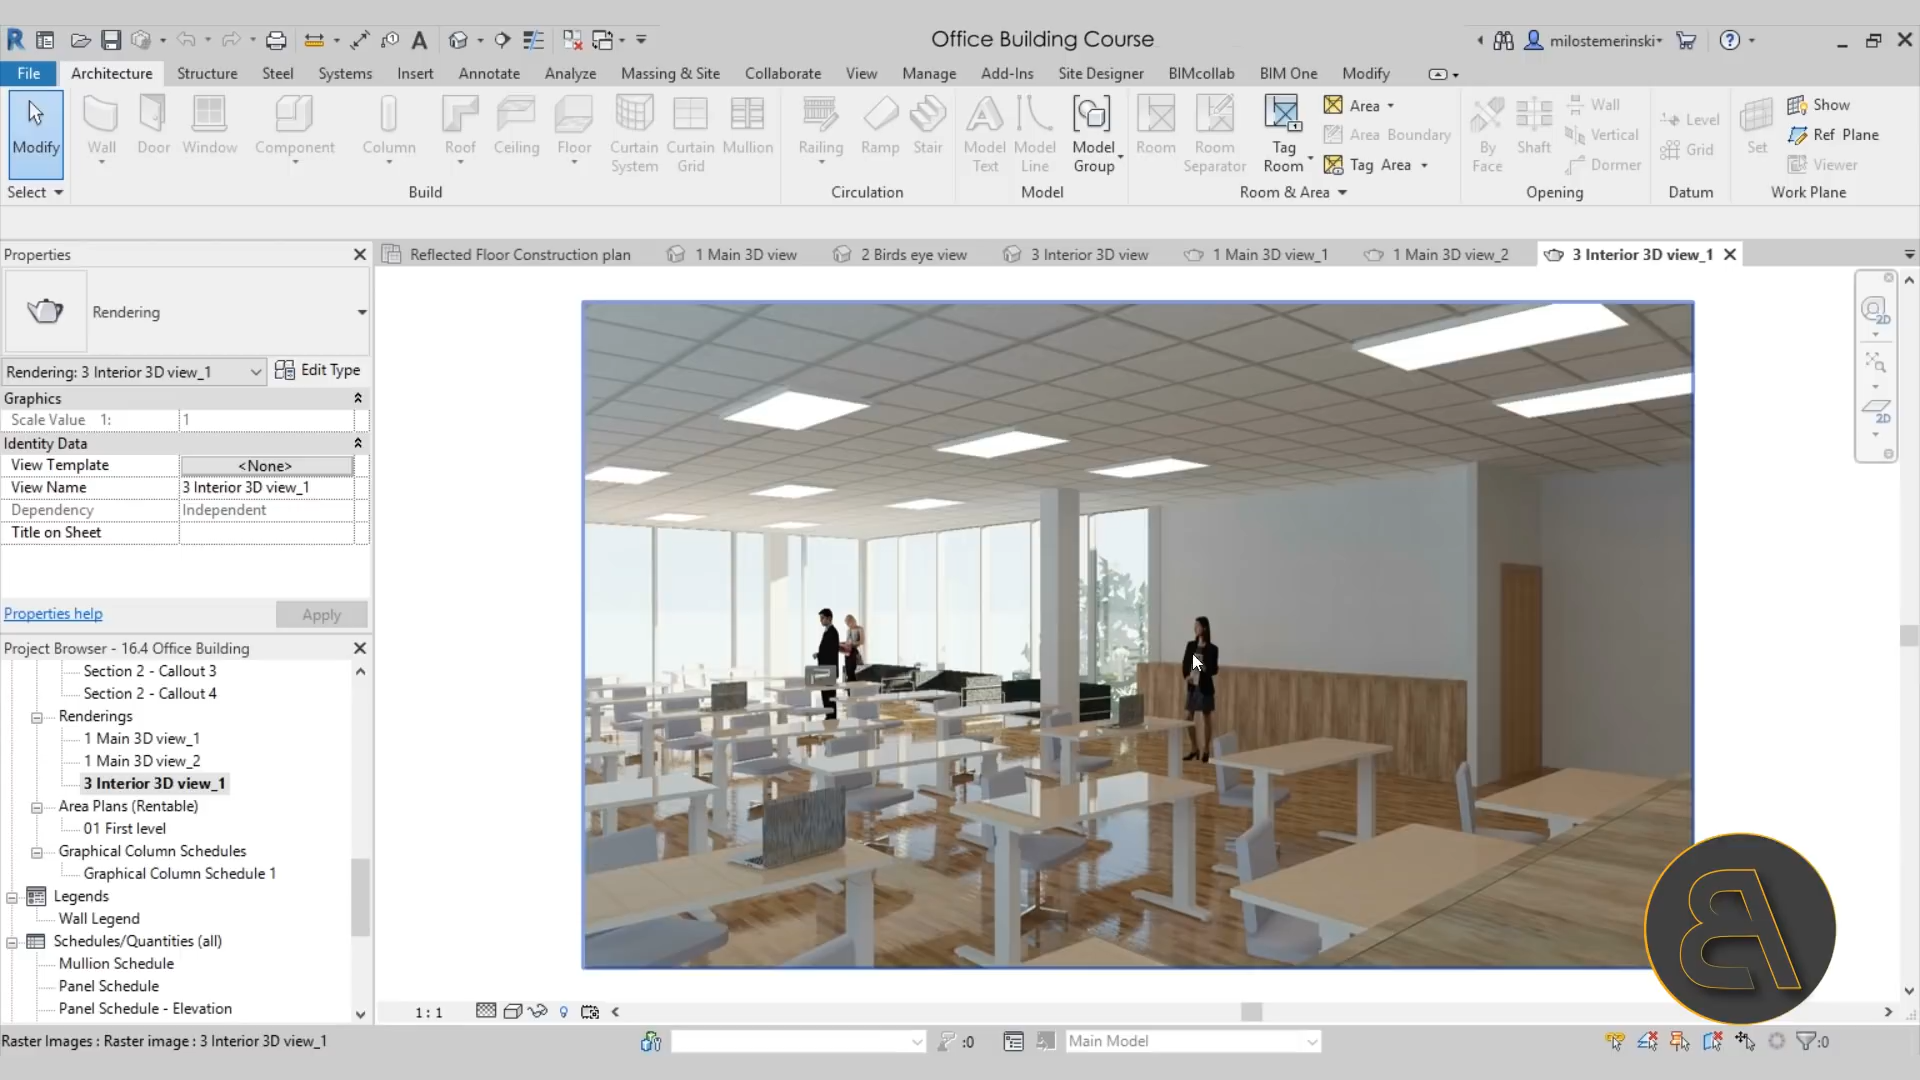 Office Building Course
milostemerinski
File Architecture Structure Steel Systems Insert Annotate Analyze Massing & Site Collaborate View Manage Add-Ins Site Designer BIMcollab BIM One Modify
Modify
Wall
Door
Window
Component
Column
Roof
Ceiling
Floor
Curtain System
Curtain Grid
Mullion
Railing
Ramp
Stair
Model Text
Model Line
Model Group
Room
Room Separator
Tag Room
Area
Area Boundary
Tag Area
By Face
Shaft
Wall
Vertical
Dormer
Level
Grid
Set
Show
Ref Plane
Viewer
Select
Build
Circulation
Model
Room & Area
Opening
Datum
Work Plane
Properties
Reflected Floor Construction plan
1 Main 3D view
2 Birds eye view
3 Interior 3D view
1 Main 3D view_1
1 Main 3D view_2
3 Interior 3D view_1
Rendering
Rendering: 3 Interior 3D view_1
Edit Type
Graphics
Scale Value 1: 1
Identity Data
View Template <None>
View Name 3 Interior 3D view_1
Dependency Independent
Title on Sheet
Properties help
Apply
Project Browser - 16.4 Office Building
Section 2 - Callout 3
Section 2 - Callout 4
Renderings
1 Main 3D view_1
1 Main 3D view_2
3 Interior 3D view_1
Area Plans (Rentable)
01 First level
Graphical Column Schedules
Graphical Column Schedule 1
Legends
Wall Legend
Schedules/Quantities (all)
Mullion Schedule
Panel Schedule
Panel Schedule - Elevation
2D
2D
1 : 1
Raster Images : Raster image : 3 Interior 3D view_1
:0
Main Model
:0